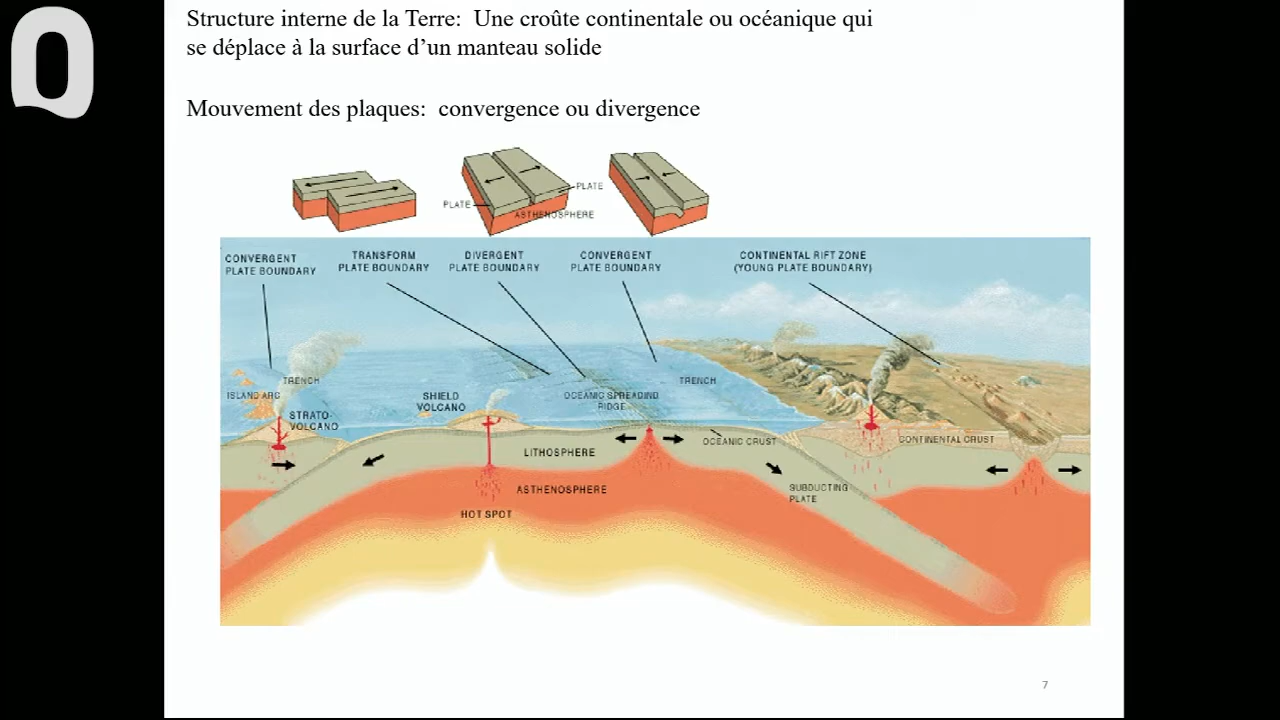 Structure interne de la Terre: Une croûte continentale ou océanique qui
se déplace à la surface d’un manteau solide
Mouvement des plaques: convergence ou divergence
PLATE
PLATE
ASTHENOSPHERE
CONVERGENT
PLATE BOUNDARY
TRANSFORM
PLATE BOUNDARY
DIVERGENT
PLATE BOUNDARY
CONVERGENT
PLATE BOUNDARY
CONTINENTAL RIFT ZONE
(YOUNG PLATE BOUNDARY)
TRENCH
ISLAND ARC
STRATO-
VOLCANO
SHIELD
VOLCANO
OCEANIC SPREADING
RIDGE
TRENCH
OCEANIC CRUST
CONTINENTAL CRUST
LITHOSPHERE
ASTHENOSPHERE
HOT SPOT
SUBDUCTING
PLATE
7